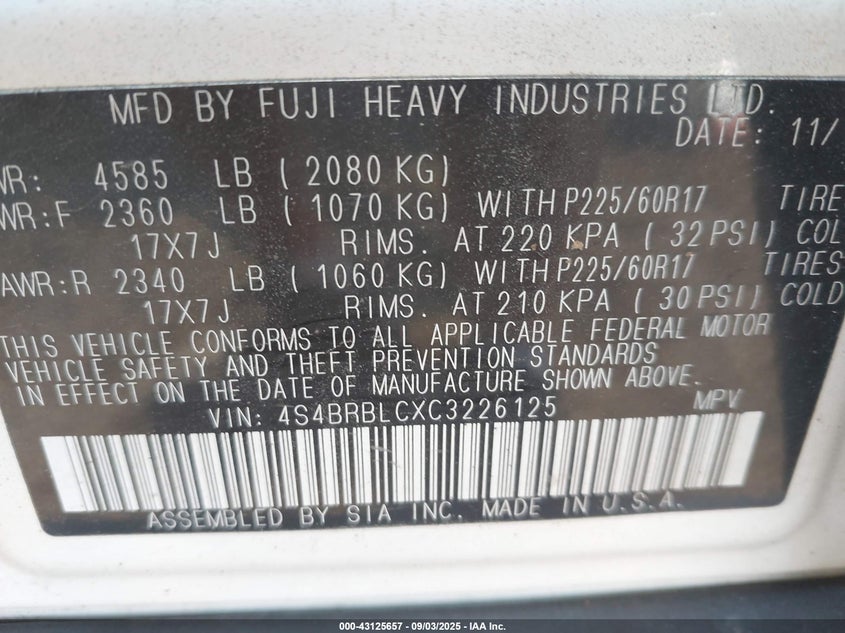 MFD BY FUJI HEAVY INDUSTRIES LTD.
DATE: 11/
WR: 4585 LB ( 2080 KG)
WR:F 2360 LB ( 1070 KG) WITH P225/60R17 TIRE
17X7J RIMS. AT 220 KPA ( 32 PSI) COL
AWR:R 2340 LB ( 1060 KG) WITH P225/60R17 TIRES
17X7J RIMS. AT 210 KPA ( 30 PSI) COLD
THIS VEHICLE CONFORMS TO ALL APPLICABLE FEDERAL MOTOR
VEHICLE SAFETY AND THEFT PREVENTION STANDARDS
IN EFFECT ON THE DATE OF MANUFACTURE SHOWN ABOVE.
VIN: 4S4BRBLCXC3226125 MPV
ASSEMBLED BY SIA INC. MADE IN U.S.A.
000-43125657 - 09/03/2025 - IAA Inc.